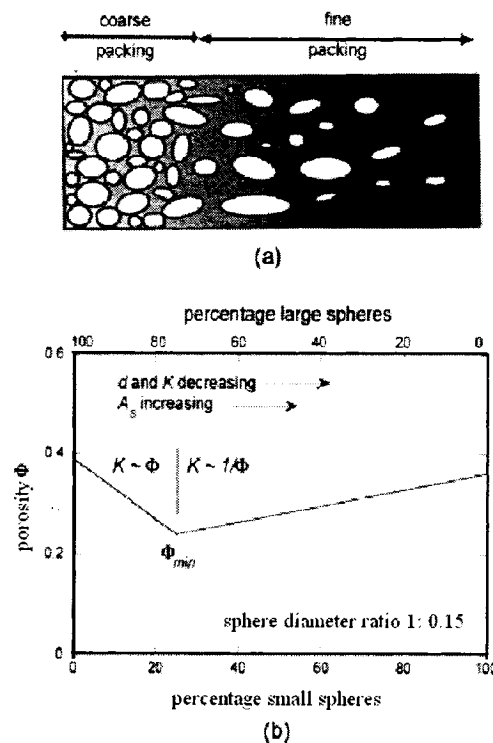 coarse fine
packing packing
(a)
percentage large spheres
100 80 60 40 20 0
0.6
d and K decreasing
A_s increasing
0.4
K ~ Φ K ~ 1/Φ
porosity Φ
0.2
Φ_min
sphere diameter ratio 1: 0.15
0
0 20 40 60 80 100
percentage small spheres
(b)